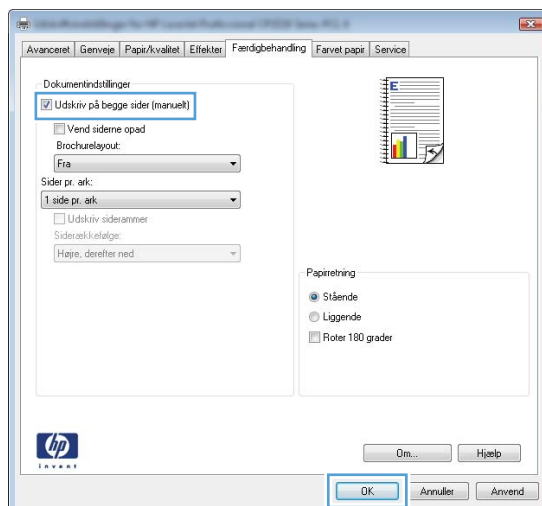 Avanceret Genveje Papir/kvalitet Effekter Færdigbehandling Farvet papir Service
Dokumentindstillinger
Udskriv på begge sider (manuelt)
Vend siderne opad
Brochurelayout:
Fra
Sider pr. ark:
1 side pr. ark
Udskriv siderammer
Siderækkefølge:
Højre, derefter ned
E
Papirretning
Stående
Liggende
Roter 180 grader
hp
invent
Om... Hjælp
OK Annuller Anvend